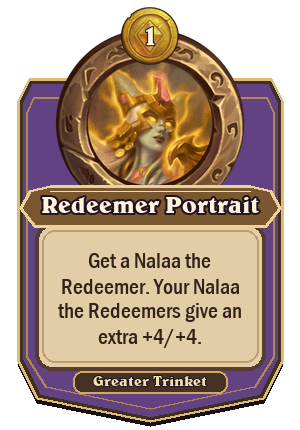 1
Redeemer Portrait
Get a Nalaa the
Redeemer. Your Nalaa
the Redeemers give an
extra +4/+4.
Greater Trinket